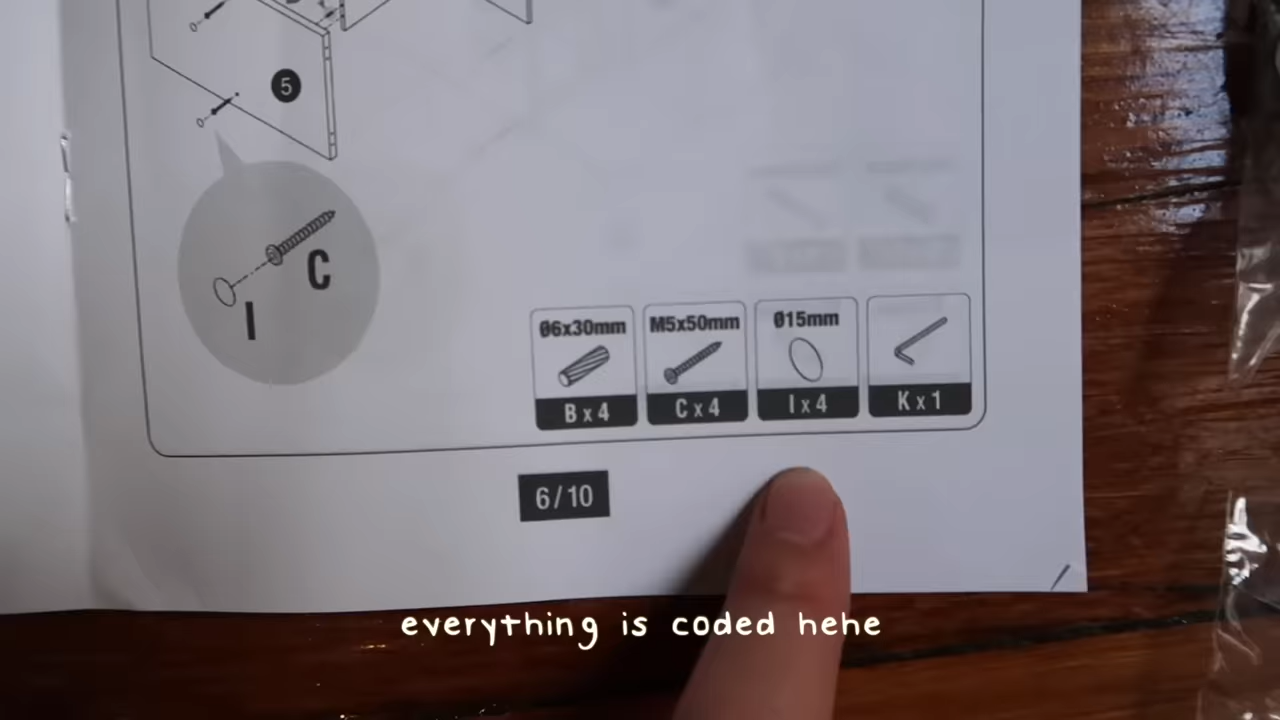 5
C
I
Ø6x30mm
M5x50mm
Ø15mm
B x 4
C x 4
I x 4
K x 1
6/10
everything is coded hehe